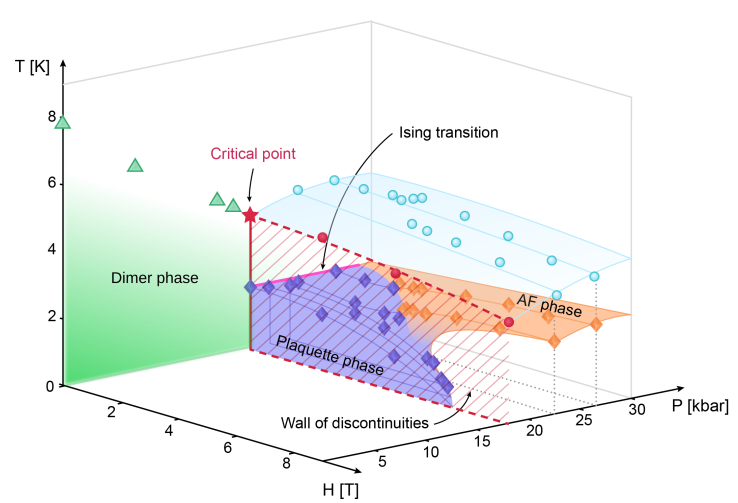 T [K]
8
6
4
2
0
Critical point
Ising transition
Dimer phase
AF phase
Plaquette phase
Wall of discontinuities
2
4
6
8
H [T]
5
10
15
20
25
30
P [kbar]